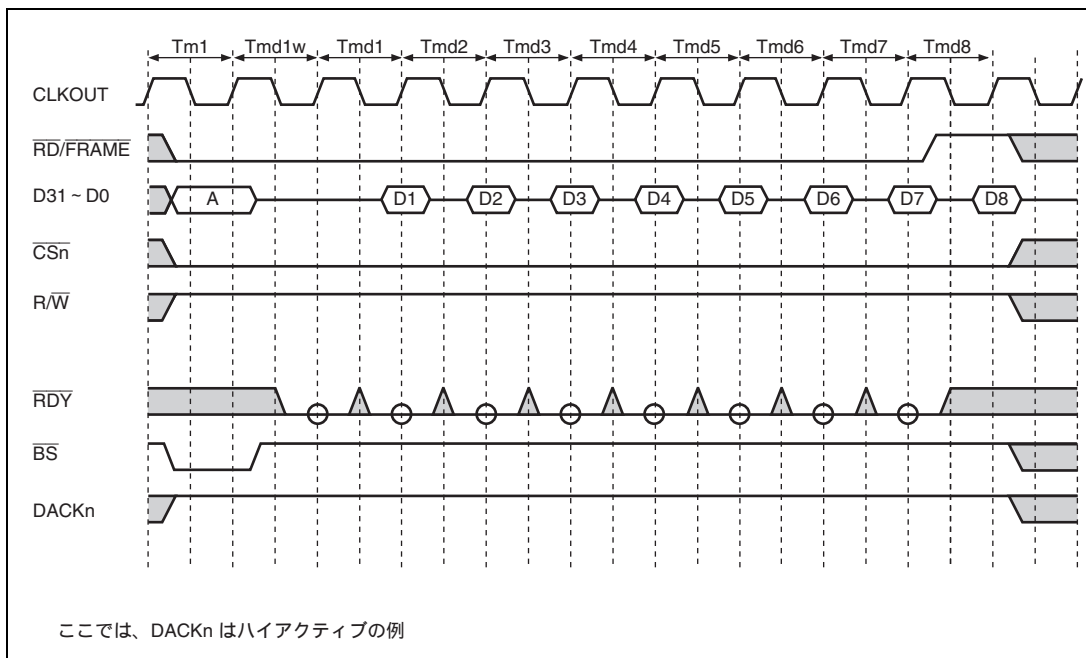 Tm1 Tmd1w Tmd1 Tmd2 Tmd3 Tmd4 Tmd5 Tmd6 Tmd7 Tmd8
CLKOUT
RD/FRAME
D31 ~ D0 A D1 D2 D3 D4 D5 D6 D7 D8
CSn
R/W
RDY
BS
DACKn
ここでは、DACKn はハイアクティブの例